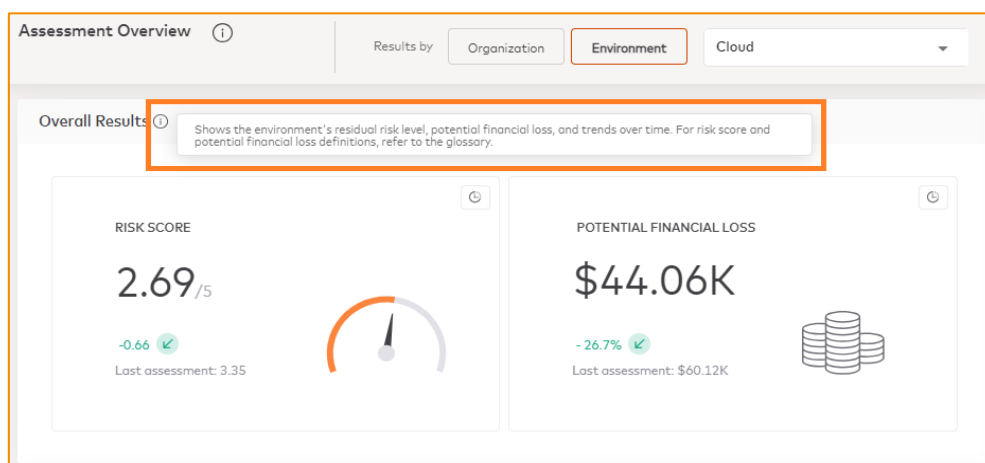 Assessment Overview
Results by Organization Environment Cloud
Overall Results
Shows the environment's residual risk level, potential financial loss, and trends over time. For risk score and
potential financial loss definitions, refer to the glossary.
RISK SCORE
2.69/5
-0.66
Last assessment: 3.35
POTENTIAL FINANCIAL LOSS
$44.06K
- 26.7%
Last assessment: $60.12K